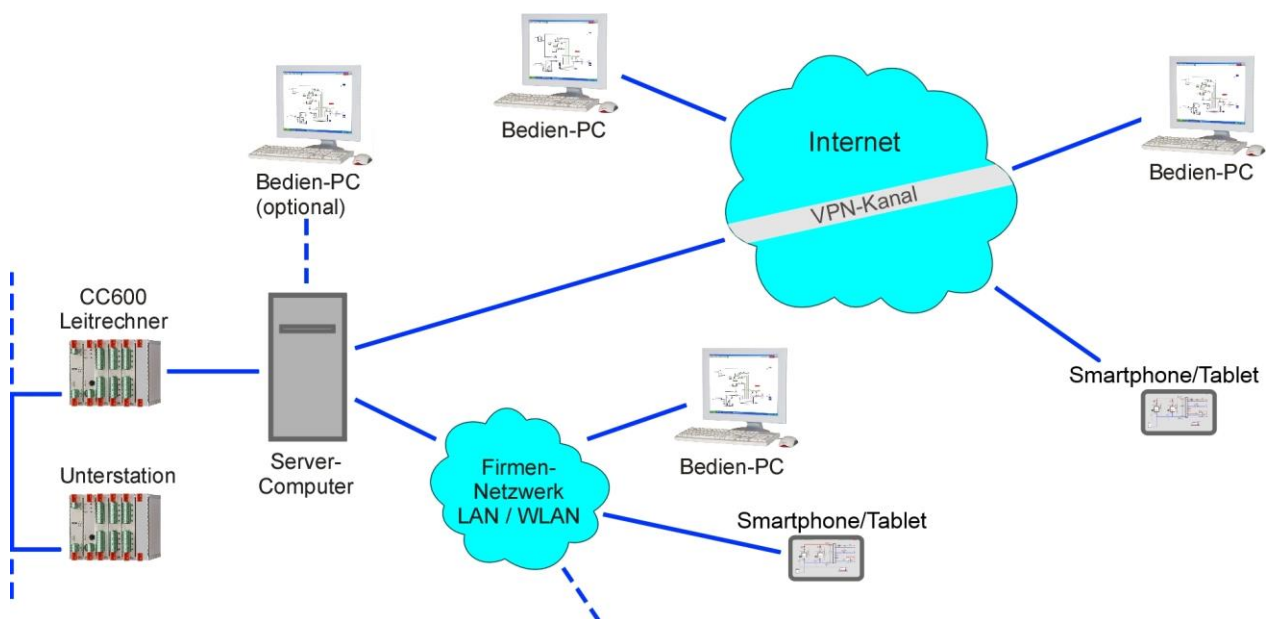 Bedien-PC
Bedien-PC
(optional)
Internet
VPN-Kanal
Bedien-PC
CC600
Leitrechner
Unterstation
Server-
Computer
Firmen-
Netzwerk
LAN / WLAN
Bedien-PC
Smartphone/Tablet
Smartphone/Tablet